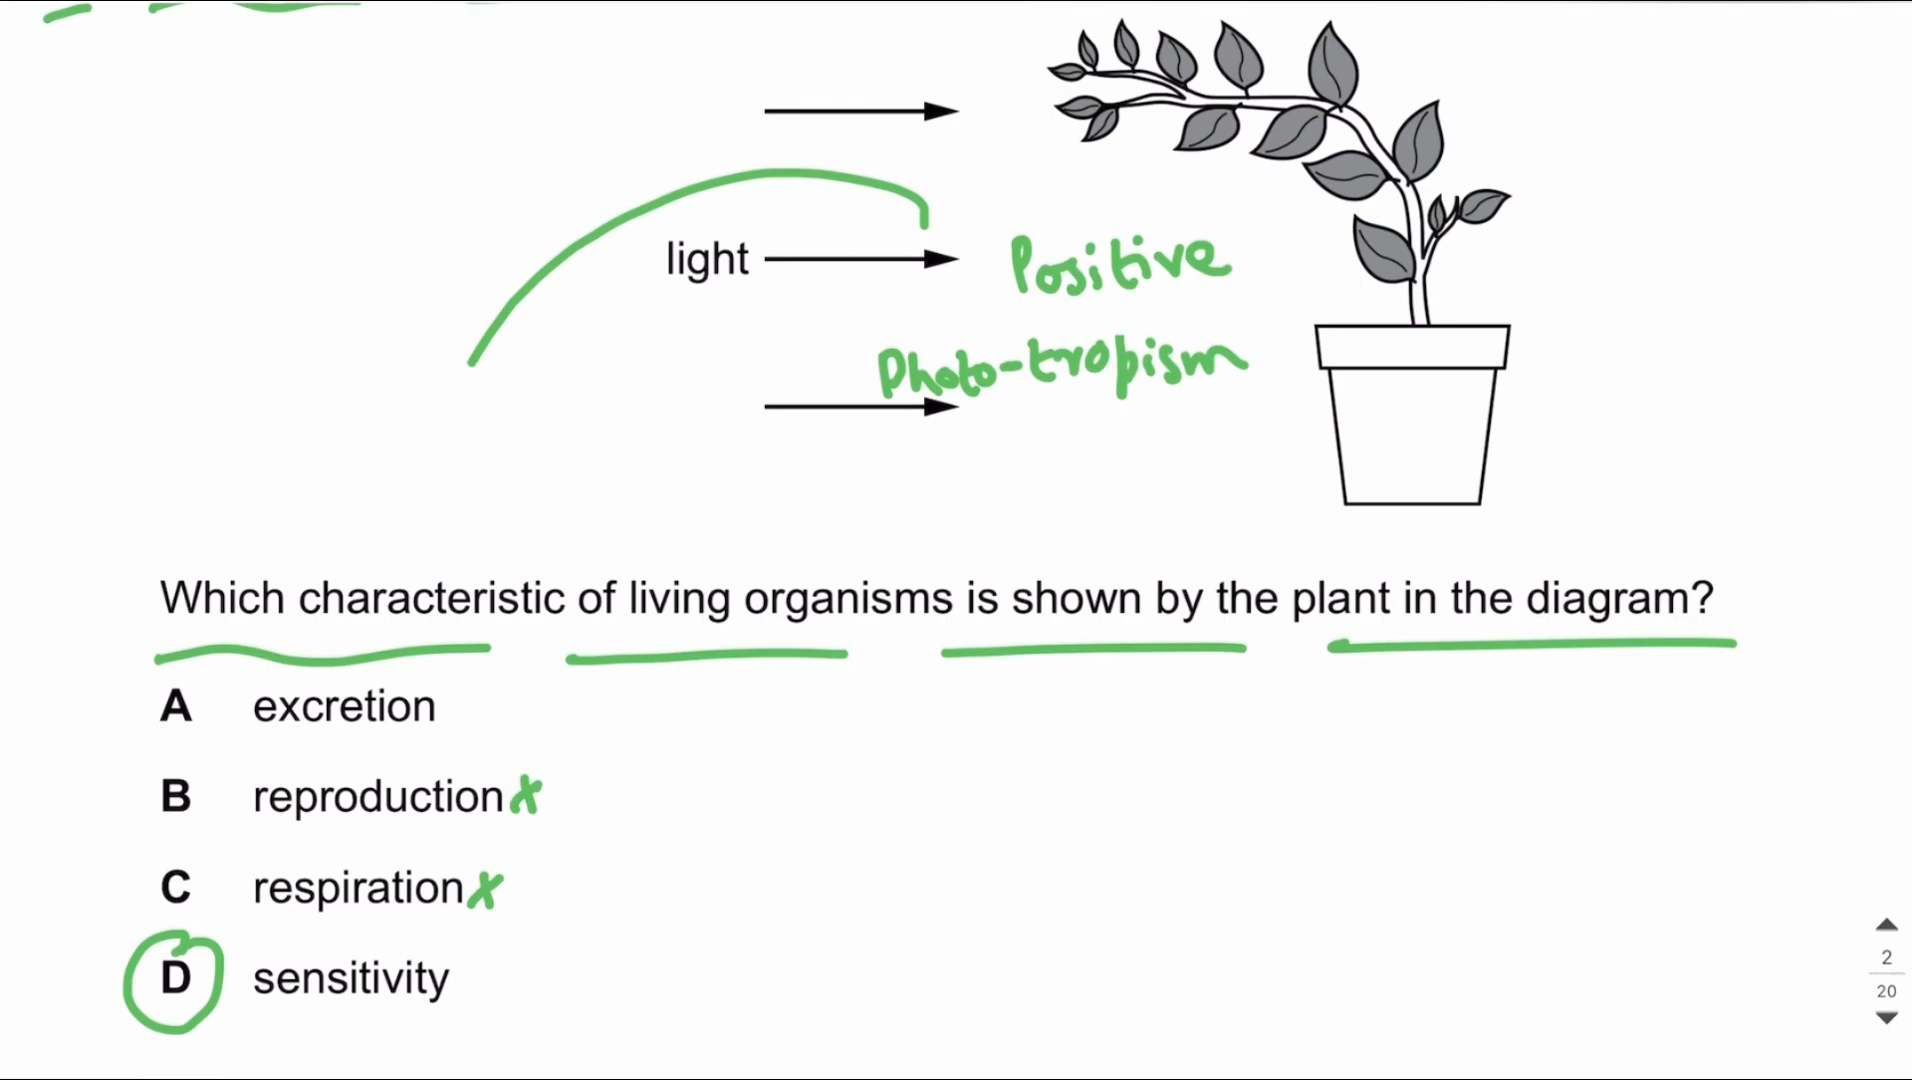 light
Positive
Photo-tropism
Which characteristic of living organisms is shown by the plant in the diagram?
A excretion
B reproduction x
C respiration x
D sensitivity
2
20